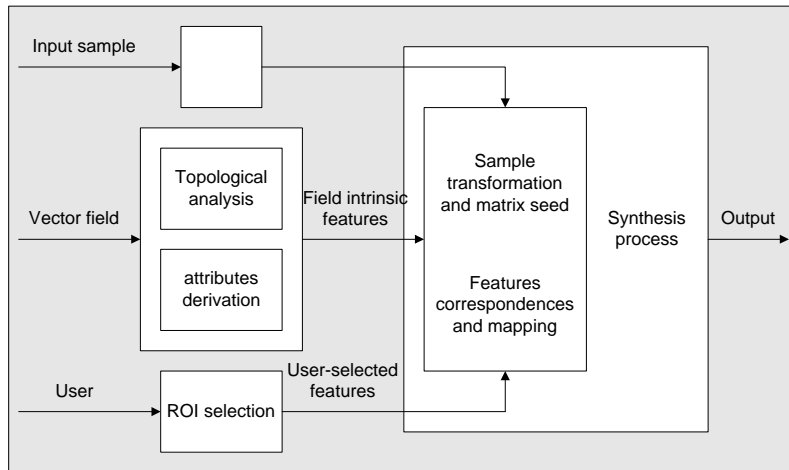 Input sample
Topological
analysis
Vector field
attributes
derivation
Field intrinsic
features
Sample
transformation
and matrix seed
Features
correspondences
and mapping
Synthesis
process
Output
User
ROI selection
User-selected
features